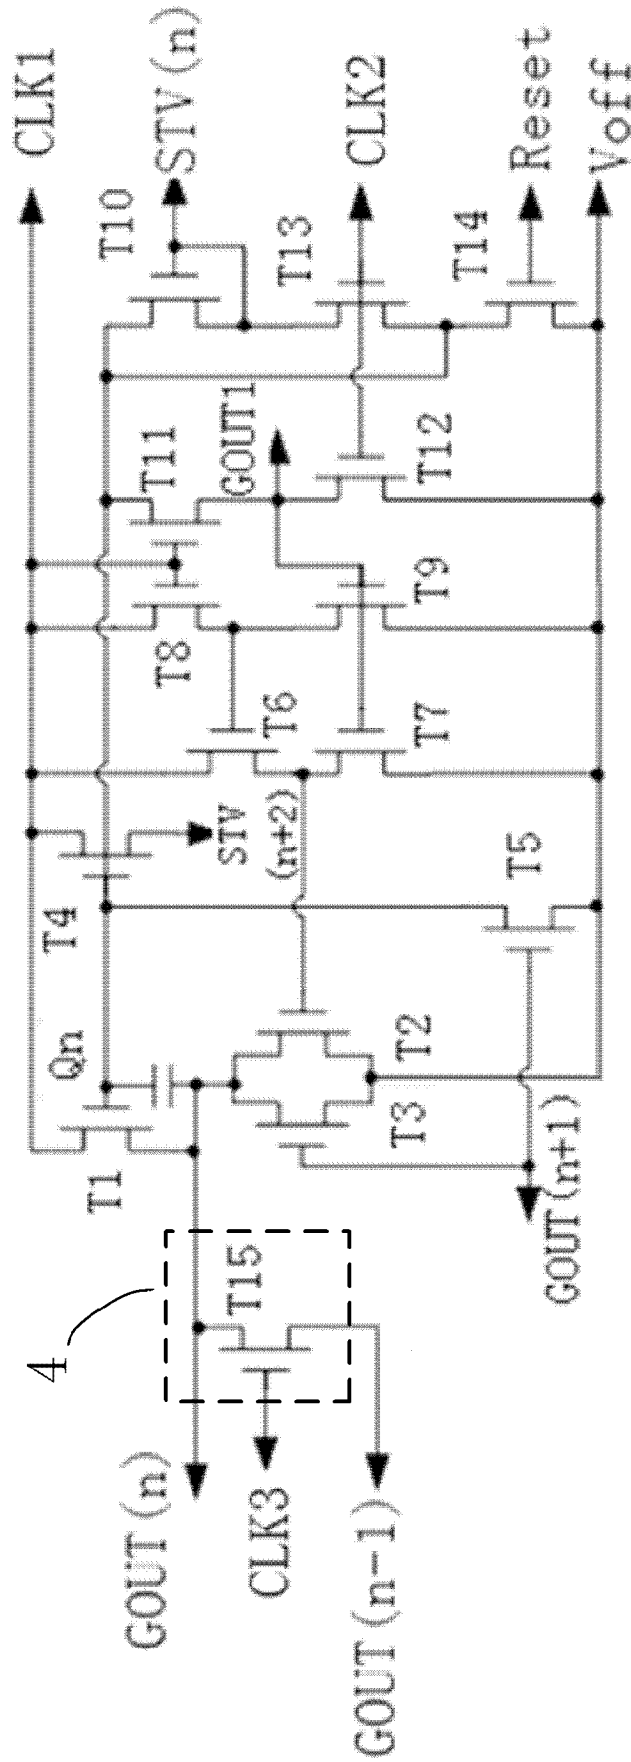 CLK1
STV(n)
CLK2
Reset
Voff
T10
T13
T14
T11
GOUT1
T12
T8
T9
T6
T7
T4
STV
(n+2)
T5
Qn
T2
T3
T1
GOUT(n+1)
T15
4
GOUT(n)
CLK3
GOUT(n-1)